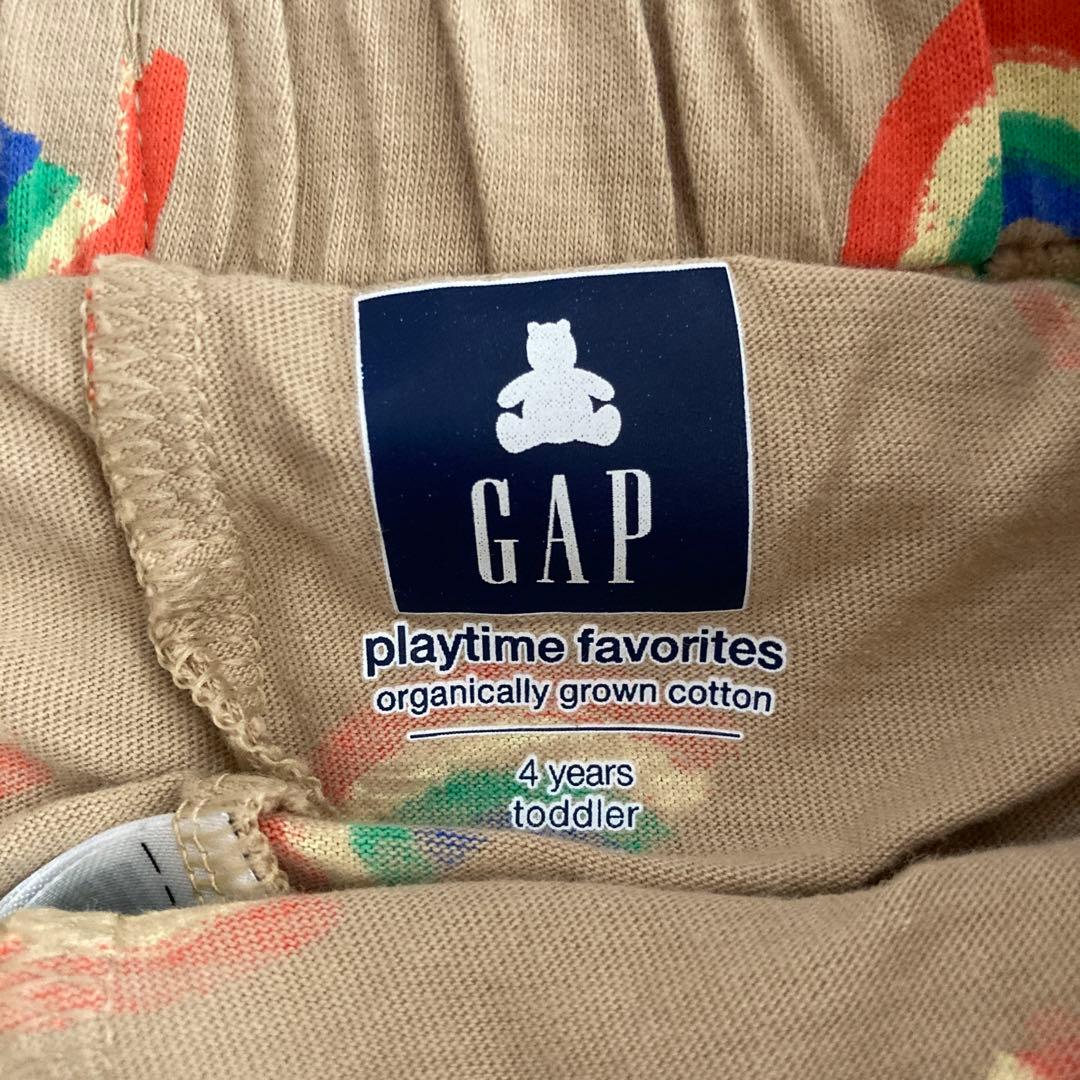 GAP
playtime favorites
organically grown cotton
4 years
toddler